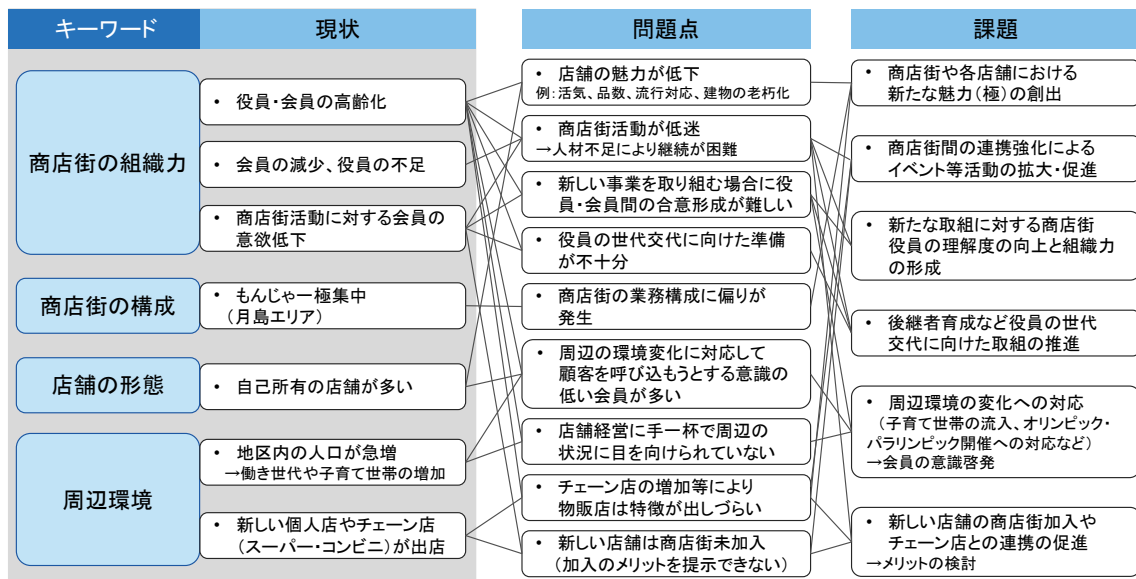 キーワード
現状
問題点
課題
商店街の組織力
商店街の構成
店舗の形態
周辺環境
• 役員・会員の高齢化
• 会員の減少、役員の不足
• 商店街活動に対する会員の
意欲低下
• もんじゃ一極集中
（月島エリア）
• 自己所有の店舗が多い
• 地区内の人口が急増
→働き世代や子育て世帯の増加
• 新しい個人店やチェーン店
（スーパー・コンビニ）が出店
• 店舗の魅力が低下
例：活気、品数、流行対応、建物の老朽化
• 商店街活動が低迷
→人材不足により継続が困難
• 新しい事業を取り組む場合に役
員・会員間の合意形成が難しい
• 役員の世代交代に向けた準備
が不十分
• 商店街の業務構成に偏りが
発生
• 周辺の環境変化に対応して
顧客を呼び込もうとする意識の
低い会員が多い
• 店舗経営に手一杯で周辺の
状況に目を向けられていない
• チェーン店の増加等により
物販店は特徴が出しづらい
• 新しい店舗は商店街未加入
（加入のメリットを提示できない）
• 商店街や各店舗における
新たな魅力（極）の創出
• 商店街間の連携強化による
イベント等活動の拡大・促進
• 新たな取組に対する商店街
役員の理解度の向上と組織力
の形成
• 後継者育成など役員の世代
交代に向けた取組の推進
• 周辺環境の変化への対応
（子育て世帯の流入、オリンピック・
パラリンピック開催への対応など）
→会員の意識啓発
• 新しい店舗の商店街加入や
チェーン店との連携の促進
→メリットの検討